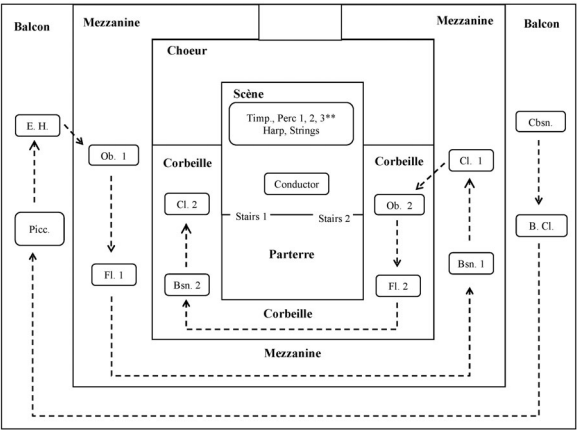 Balcon
Mezzanine
Mezzanine
Balcon
Choeur
Scène
Timp., Perc 1, 2, 3**
Harp, Strings
E. H.
Cbsn.
Ob. 1
Corbeille
Corbeille
Cl. 1
Conductor
Cl. 2
Ob. 2
Stairs 1
Stairs 2
Picc.
B. Cl.
Parterre
Fl. 1
Bsn. 2
Fl. 2
Bsn. 1
Corbeille
Mezzanine